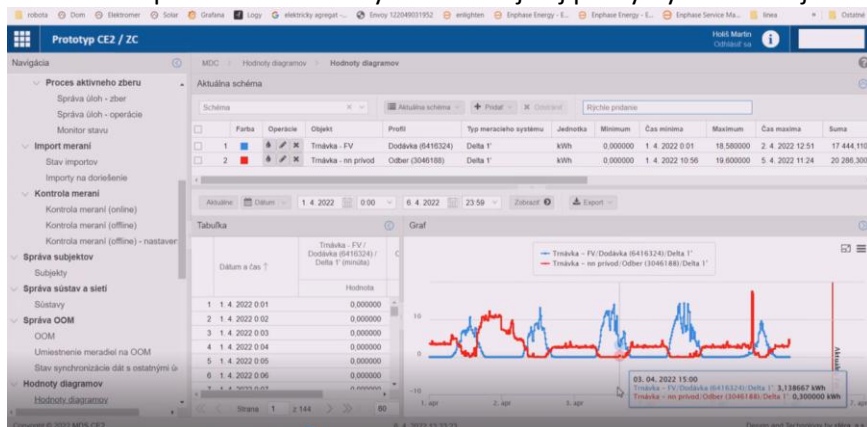 robota Dom Elektromer Solar Grafana Logy elektricky agregat -... Envoy 122049031952 enlighten Enphase Energy - E... Enphase Energy - E... Enphase Service Ma... linea » Ostatné
Prototyp CE2 / ZC
Holič Martin
Odhlásiť sa
Navigácia
MDC Hodnoty diagramov Hodnoty diagramov
Proces aktívneho zberu
Správa úloh - zber
Správa úloh - operácie
Monitor stavu
Import meraní
Stav importov
Importy na doriešenie
Kontrola meraní
Kontrola meraní (online)
Kontrola meraní (offline)
Kontrola meraní (offline) - nastaven
Správa subjektov
Subjekty
Správa sústav a sietí
Sústavy
Správa OOM
OOM
Umiestnenie meradiel na OOM
Stav synchronizácie dát s ostatnými
Hodnoty diagramov
Hodnoty diagramov
Aktuálna schéma
Schéma Aktuálna schéma Pridať Rýchle pridanie
Farba Operácie Objekt Profil Typ meracieho systému Jednotka Minimum Čas minima Maximum Čas maxima Suma
1 Trnávka - FV Dodávka (6416324) Delta 1' kWh 0,000000 1. 4. 2022 0:01 18,580000 2. 4. 2022 12:51 17 444,110
2 Trnávka - nn prívod Odber (3046188) Delta 1' kWh 0,000000 1. 4. 2022 10:56 19,600000 5. 4. 2022 11:24 20 286,300
Aktuálne Dátum 1. 4. 2022 0:00 6. 4. 2022 23:59 Zobraziť Export
Tabuľka
Dátum a čas
Trnávka - FV /
Dodávka (6416324) /
Delta 1' (minúta)
Hodnota
1 1. 4. 2022 0:01 0,000000
2 1. 4. 2022 0:02 0,000000
3 1. 4. 2022 0:03 0,000000
4 1. 4. 2022 0:04 0,000000
5 1. 4. 2022 0:05 0,000000
6 1. 4. 2022 0:06 0,000000
Strana 1 z 144 60
Graf
Trnávka - FV/Dodávka (6416324)/Delta 1'
Trnávka - nn prívod/Odber (3046188)/Delta 1'
10
0
-10
1. apr 2. apr 3. apr
03. 04. 2022 15:00
Trnávka - FV/Dodávka (6416324)/Delta 1': 3,138667 kWh
Trnávka - nn prívod/Odber (3046188)/Delta 1': 0,300000 kWh